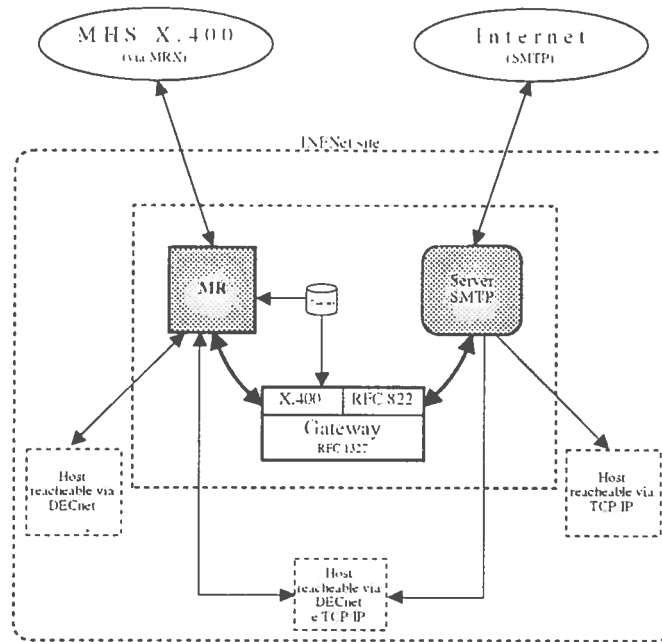 MHS X.400
(via MRX)
Internet
(SMTP)
INFNet site
MR
Server
SMTP
X.400
RFC 822
Gateway
RFC 1327
Host
reacheable via
DECnet
Host
reacheable via
TCP IP
Host
reacheable via
DECnet
e TCP IP